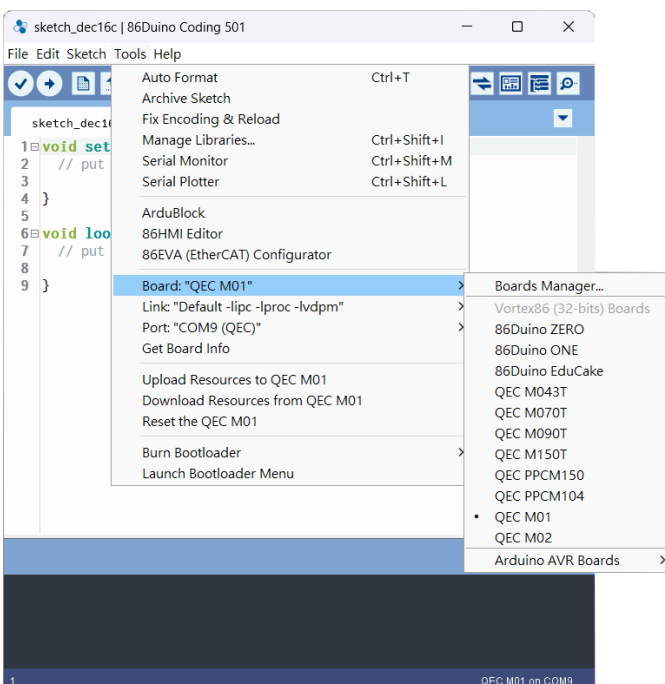 sketch_dec16c | 86Duino Coding 501
File Edit Sketch Tools Help
sketch_dec1
1 void set
2 // put
3
4 }
5
6 void loo
7 // put
8
9 }
Auto Format Ctrl+T
Archive Sketch
Fix Encoding & Reload
Manage Libraries... Ctrl+Shift+I
Serial Monitor Ctrl+Shift+M
Serial Plotter Ctrl+Shift+L
ArduBlock
86HMI Editor
86EVA (EtherCAT) Configurator
Board: "QEC M01"
Link: "Default -lipc -lproc -lvdpm"
Port: "COM9 (QEC)"
Get Board Info
Upload Resources to QEC M01
Download Resources from QEC M01
Reset the QEC M01
Burn Bootloader
Launch Bootloader Menu
Boards Manager...
Vortex86 (32-bits) Boards
86Duino ZERO
86Duino ONE
86Duino EduCake
QEC M043T
QEC M070T
QEC M090T
QEC M150T
QEC PPCM150
QEC PPCM104
• QEC M01
QEC M02
Arduino AVR Boards
1 QEC M01 on COM9